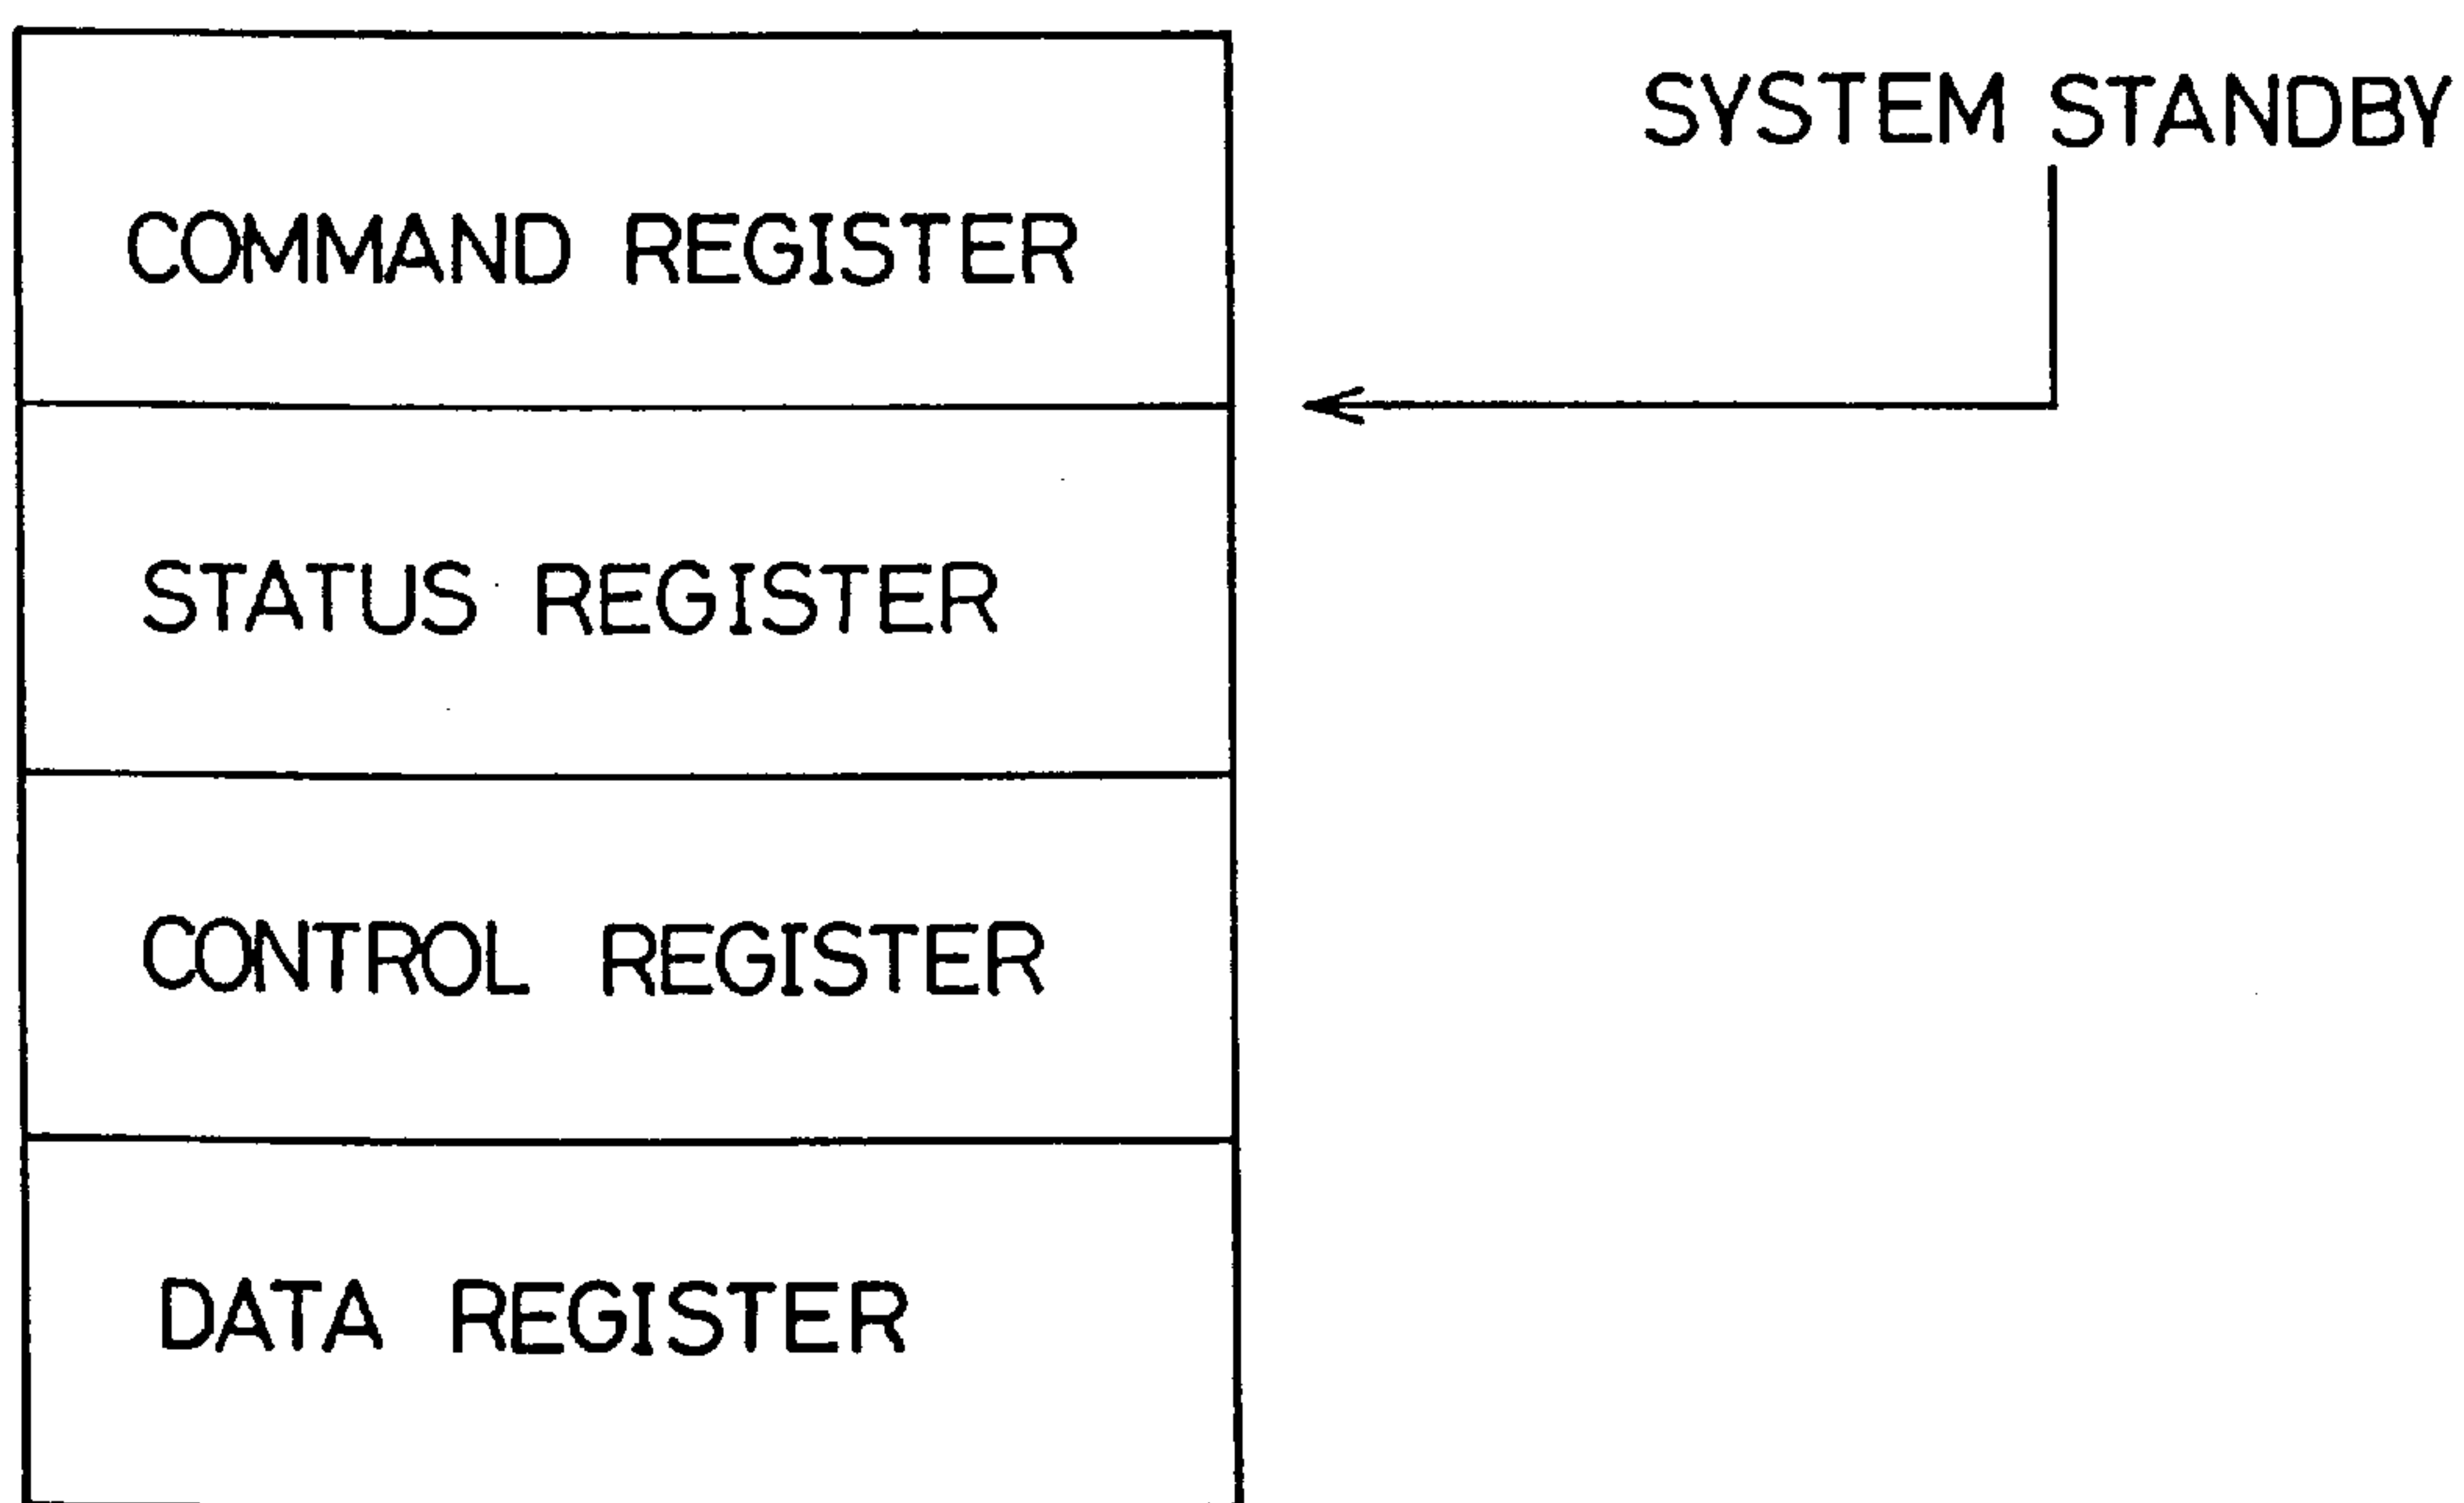 SYSTEM STANDBY
COMMAND REGISTER
STATUS REGISTER
CONTROL REGISTER
DATA REGISTER